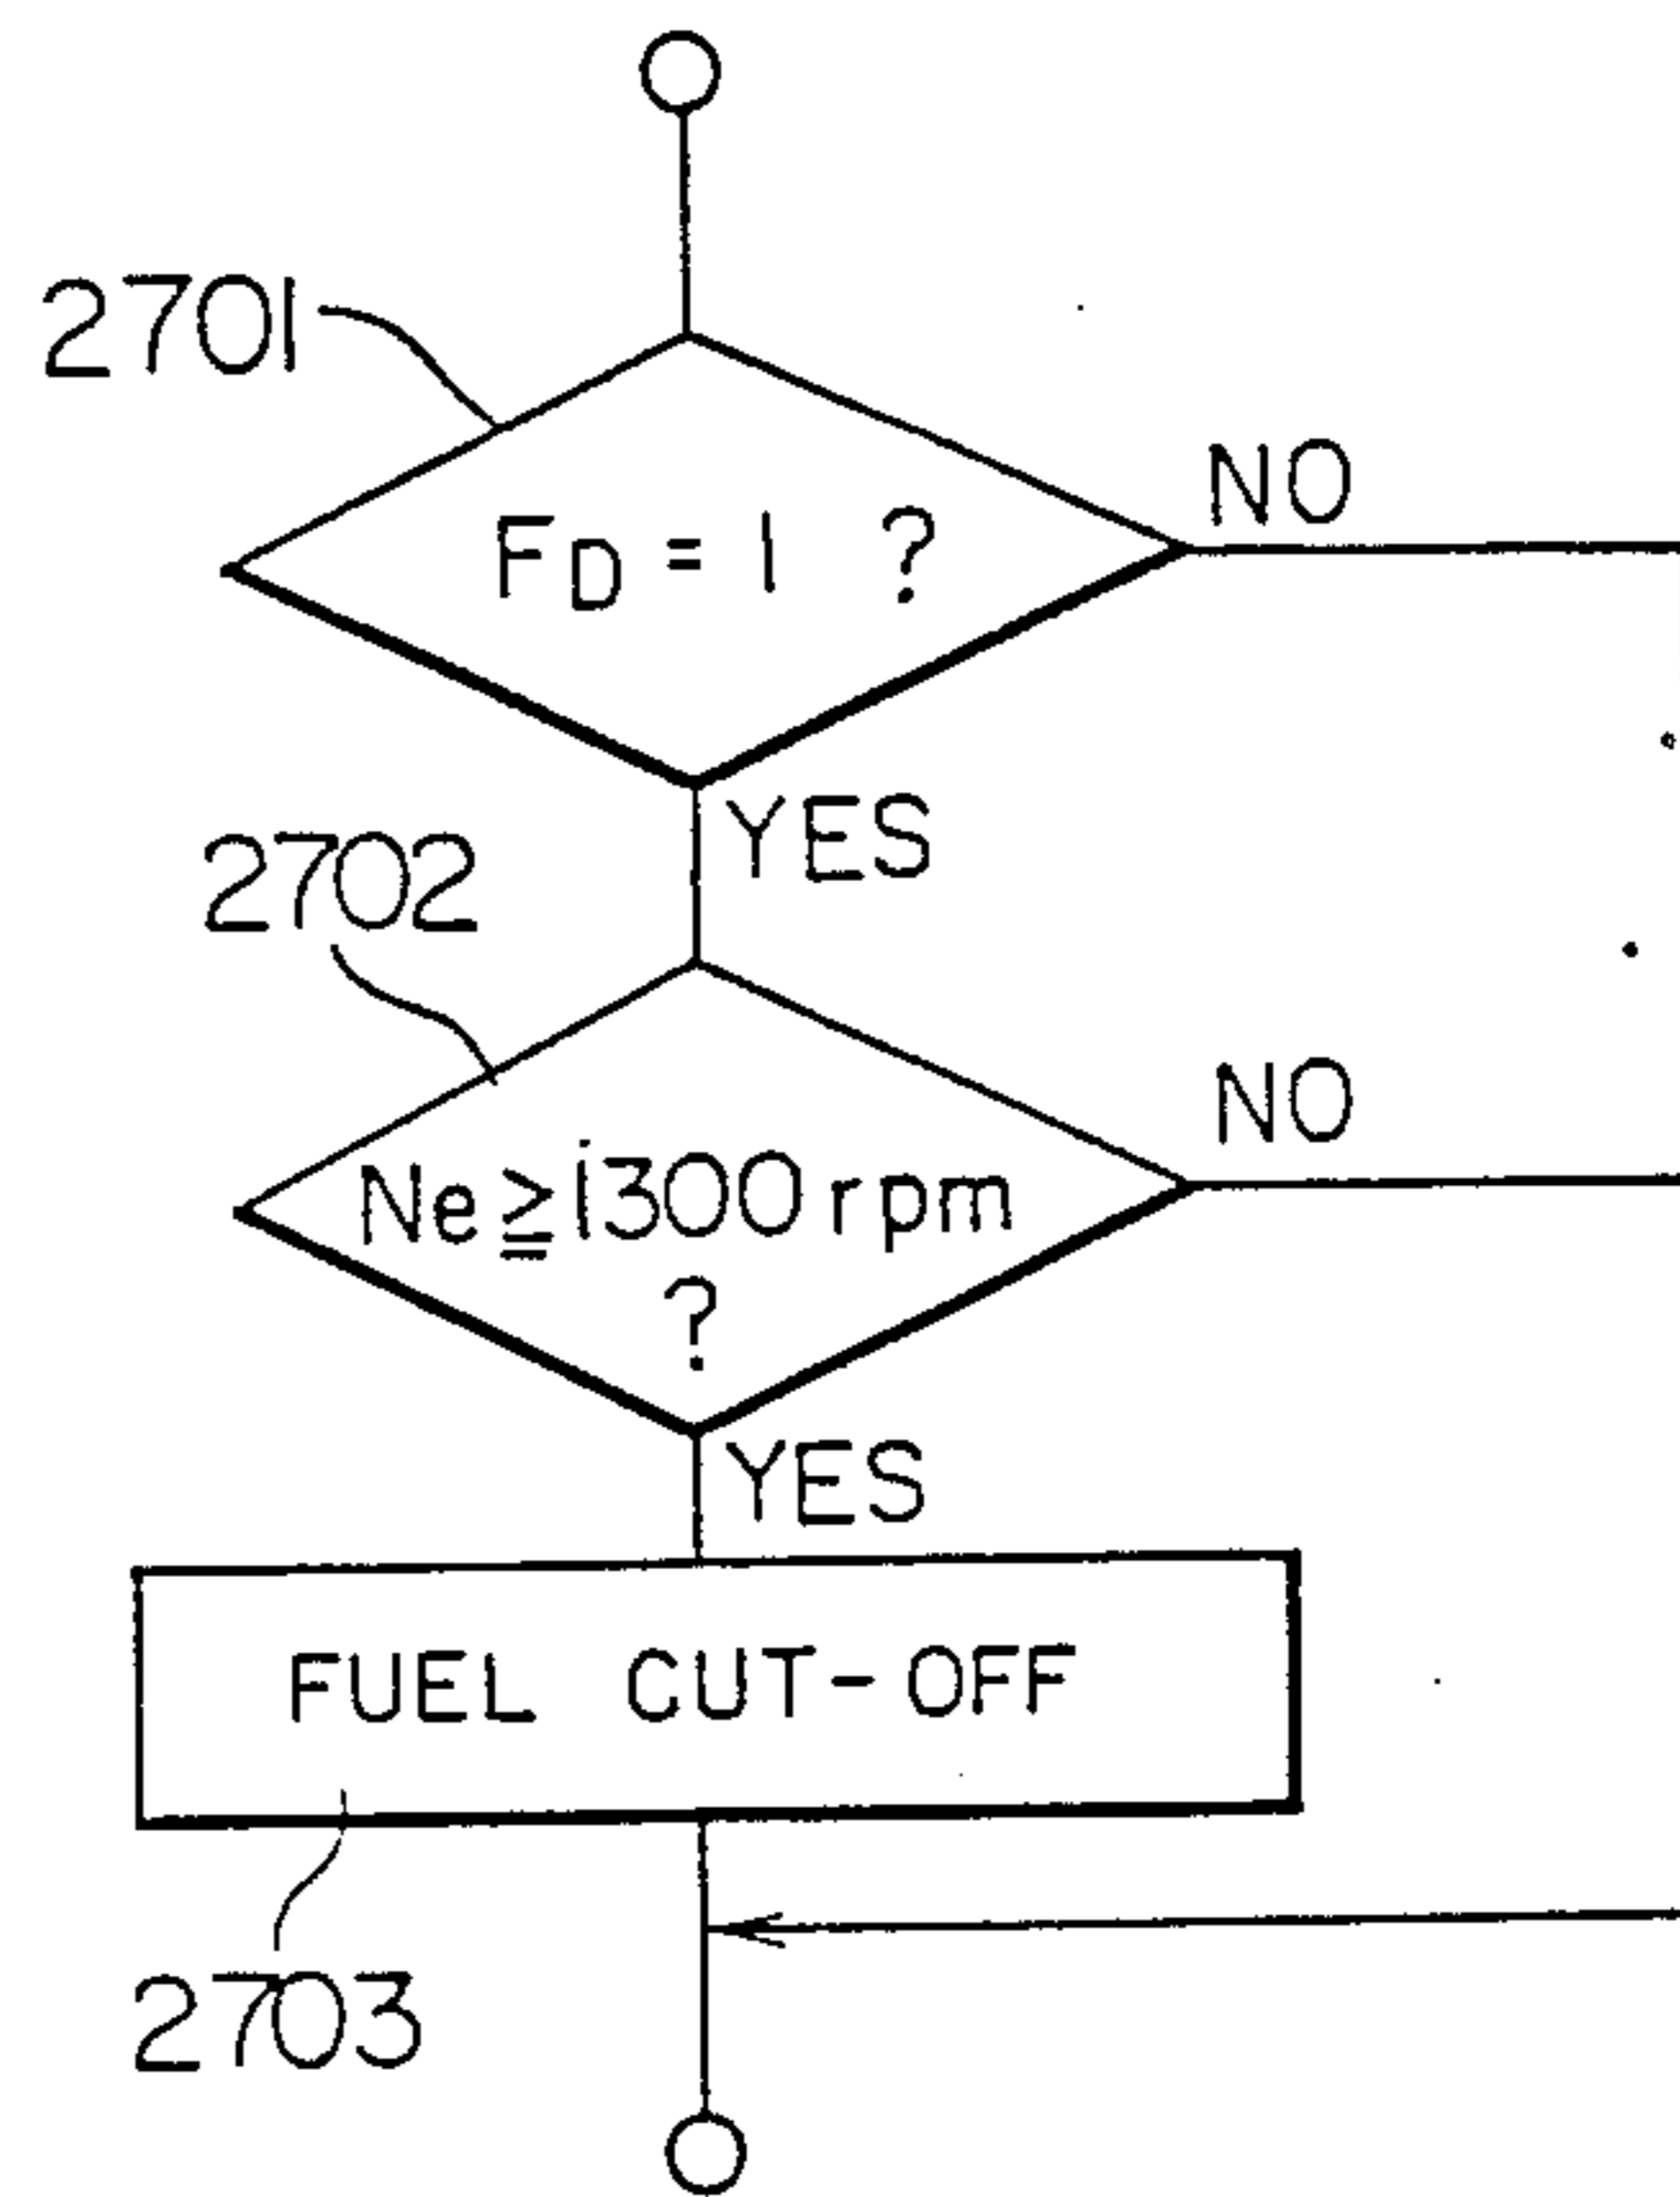 2701
NO
FD = 1 ?
YES
2702
NO
Ne ≧ 1300 rpm
?
YES
FUEL CUT-OFF
2703